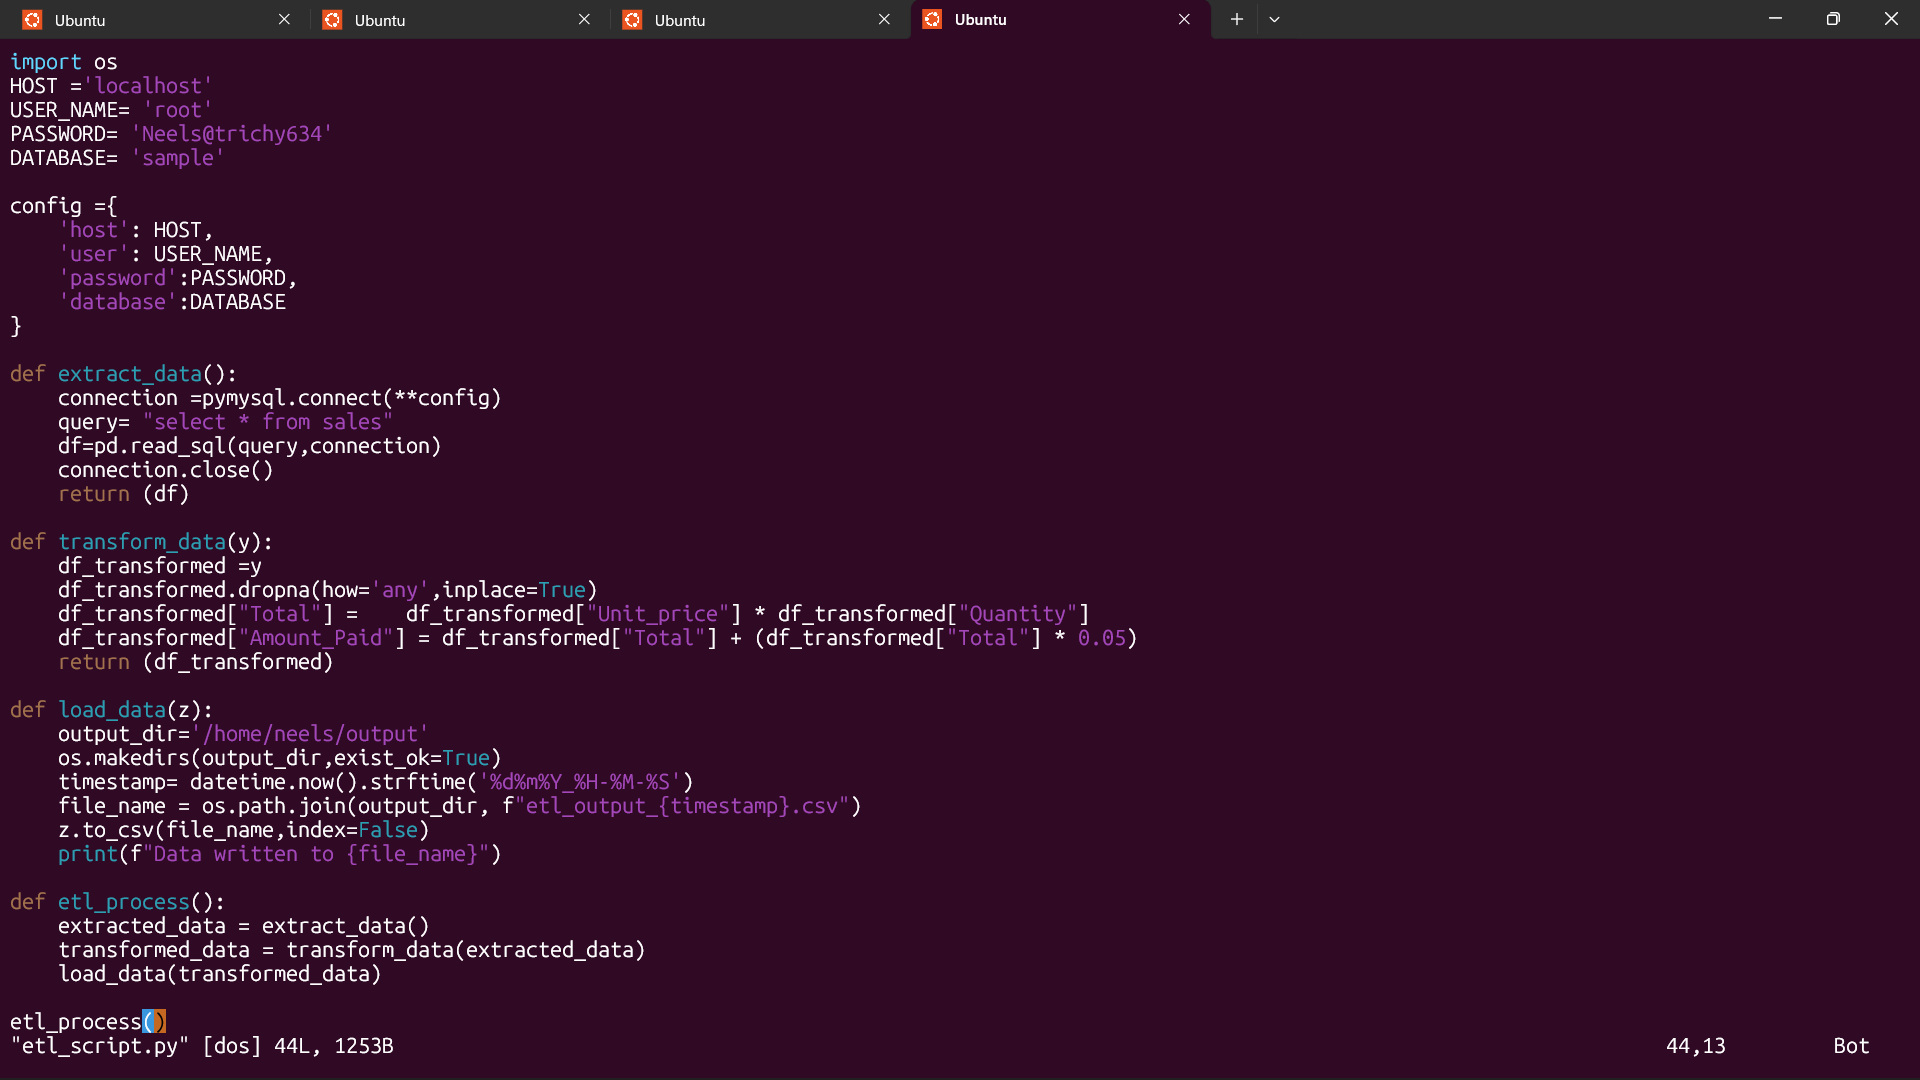 Ubuntu Ubuntu Ubuntu Ubuntu
import os
HOST ='localhost'
USER_NAME= 'root'
PASSWORD= 'Neels@trichy634'
DATABASE= 'sample'

config ={
    'host': HOST,
    'user': USER_NAME,
    'password':PASSWORD,
    'database':DATABASE
}

def extract_data():
    connection =pymysql.connect(**config)
    query= "select * from sales"
    df=pd.read_sql(query,connection)
    connection.close()
    return (df)

def transform_data(y):
    df_transformed =y
    df_transformed.dropna(how='any',inplace=True)
    df_transformed["Total"] =    df_transformed["Unit_price"] * df_transformed["Quantity"]
    df_transformed["Amount_Paid"] = df_transformed["Total"] + (df_transformed["Total"] * 0.05)
    return (df_transformed)

def load_data(z):
    output_dir='/home/neels/output'
    os.makedirs(output_dir,exist_ok=True)
    timestamp= datetime.now().strftime('%d%m%Y_%H-%M-%S')
    file_name = os.path.join(output_dir, f"etl_output_{timestamp}.csv")
    z.to_csv(file_name,index=False)
    print(f"Data written to {file_name}")

def etl_process():
    extracted_data = extract_data()
    transformed_data = transform_data(extracted_data)
    load_data(transformed_data)

etl_process()
"etl_script.py" [dos] 44L, 1253B 44,13 Bot